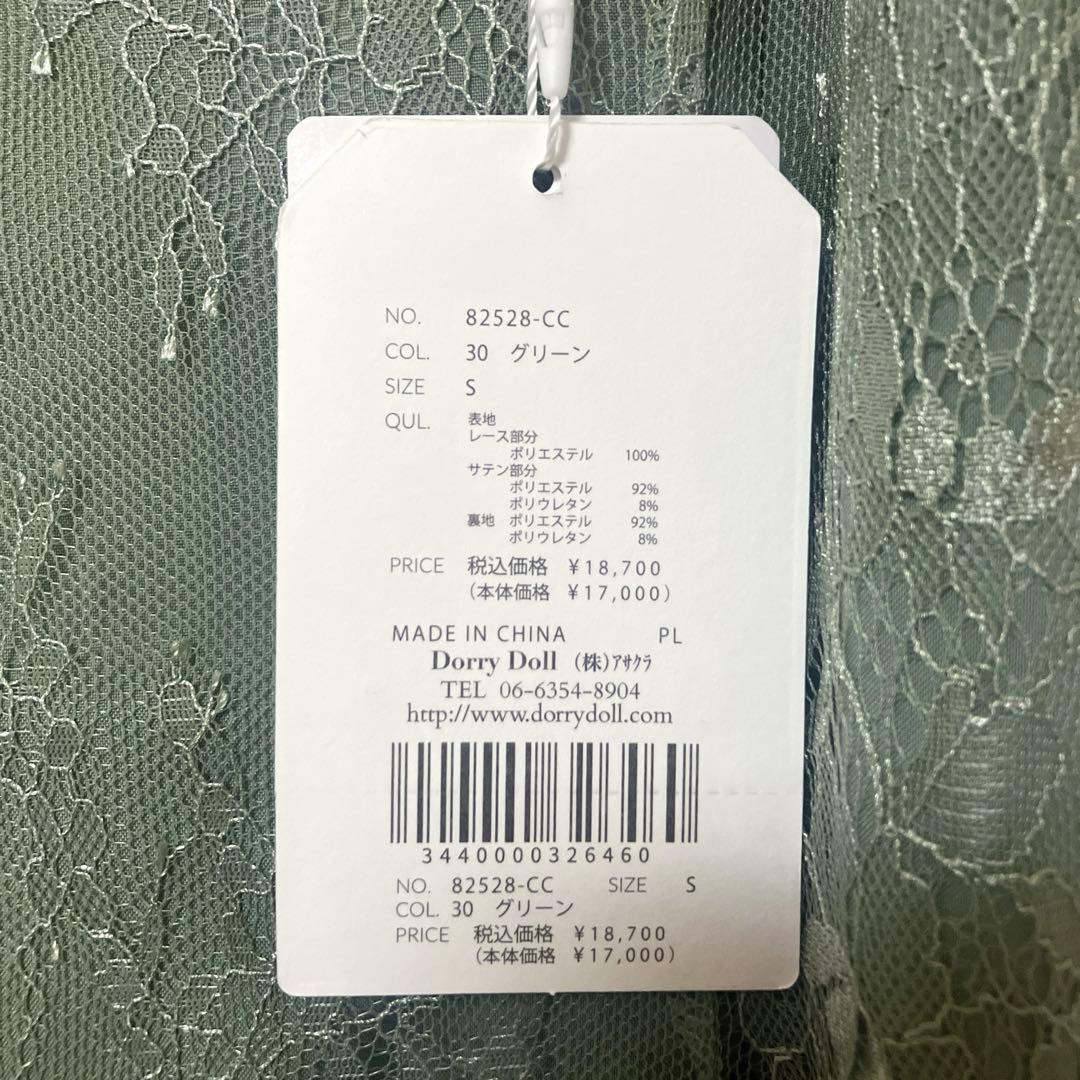 NO. 82528-CC
COL. 30 グリーン
SIZE S
QUL. 表地
レース部分
ポリエステル 100%
サテン部分
ポリエステル 92%
ポリウレタン 8%
裏地 ポリエステル 92%
ポリウレタン 8%
PRICE 税込価格 ¥18,700
(本体価格 ¥17,000)
MADE IN CHINA PL
Dorry Doll (株)アサクラ
TEL 06-6354-8904
http://www.dorrydoll.com
3440000326460
NO. 82528-CC SIZE S
COL. 30 グリーン
PRICE 税込価格 ¥18,700
(本体価格 ¥17,000)